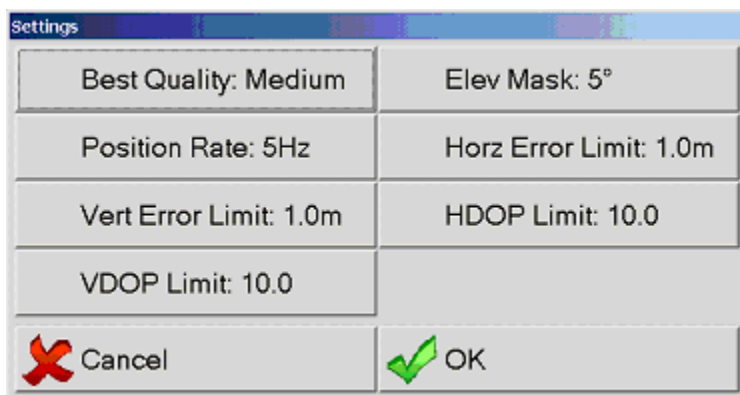 Settings
Best Quality: Medium
Elev Mask: 5°
Position Rate: 5Hz
Horz Error Limit: 1.0m
Vert Error Limit: 1.0m
HDOP Limit: 10.0
VDOP Limit: 10.0
Cancel
OK